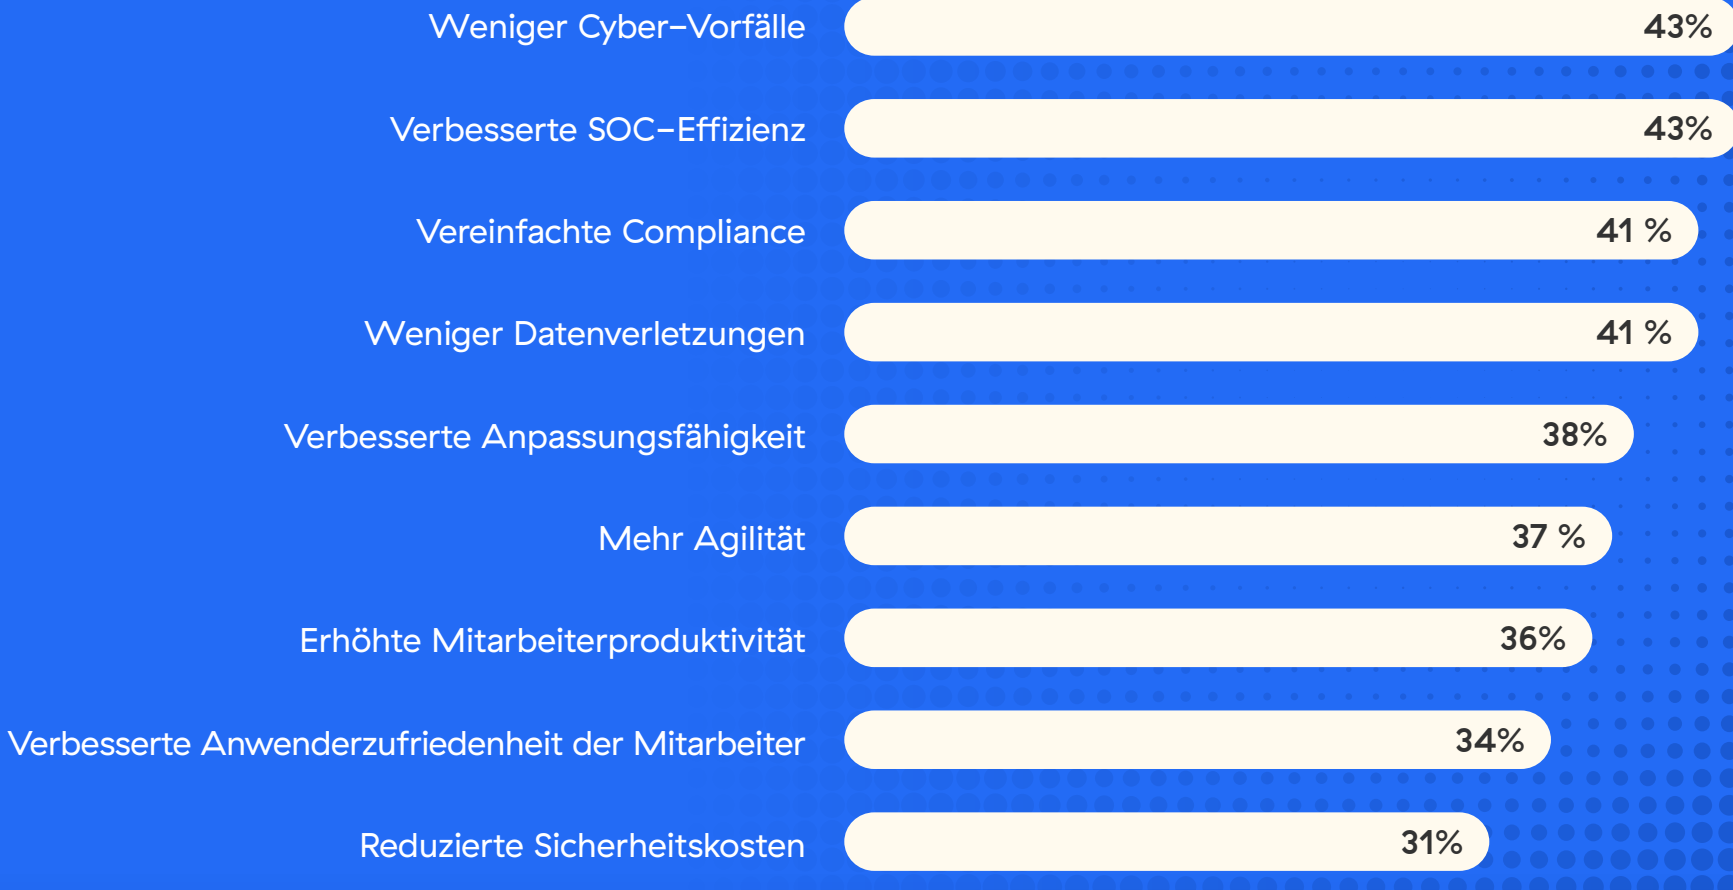 Weniger Cyber-Vorfälle 43%
Verbesserte SOC-Effizienz 43%
Vereinfachte Compliance 41 %
Weniger Datenverletzungen 41 %
Verbesserte Anpassungsfähigkeit 38%
Mehr Agilität 37 %
Erhöhte Mitarbeiterproduktivität 36%
Verbesserte Anwenderzufriedenheit der Mitarbeiter 34%
Reduzierte Sicherheitskosten 31%